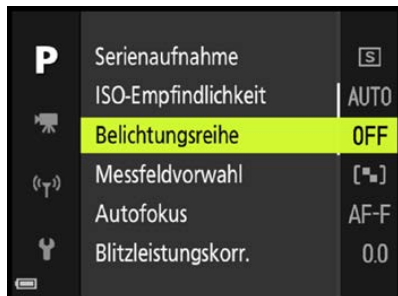 P
Serienaufnahme S
ISO-Empfindlichkeit AUTO
Belichtungsreihe OFF
Messfeldvorwahl
Autofokus AF-F
Blitzleistungskorr. 0.0